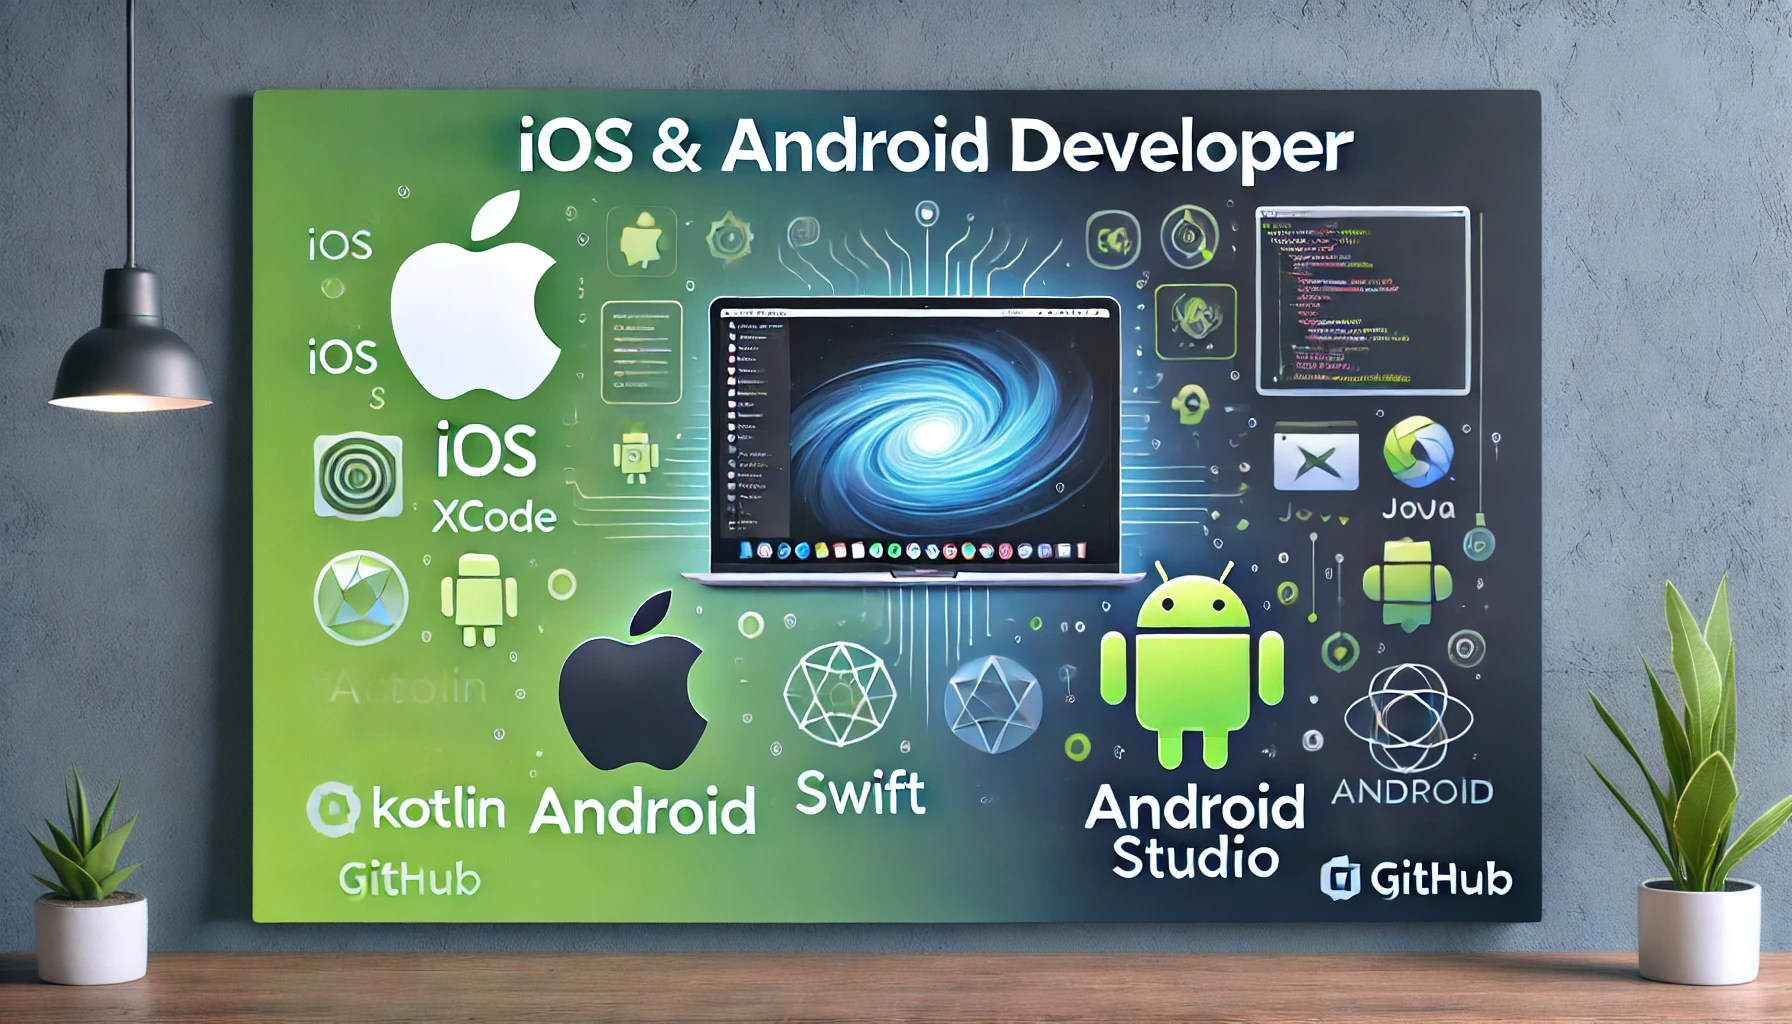 iOS & Android Developer
iOS
iOS
S
iOS
XCode
Jova
kotlin
Android
Swift
Android
Studio
ANDROID
GitHub
GitHub